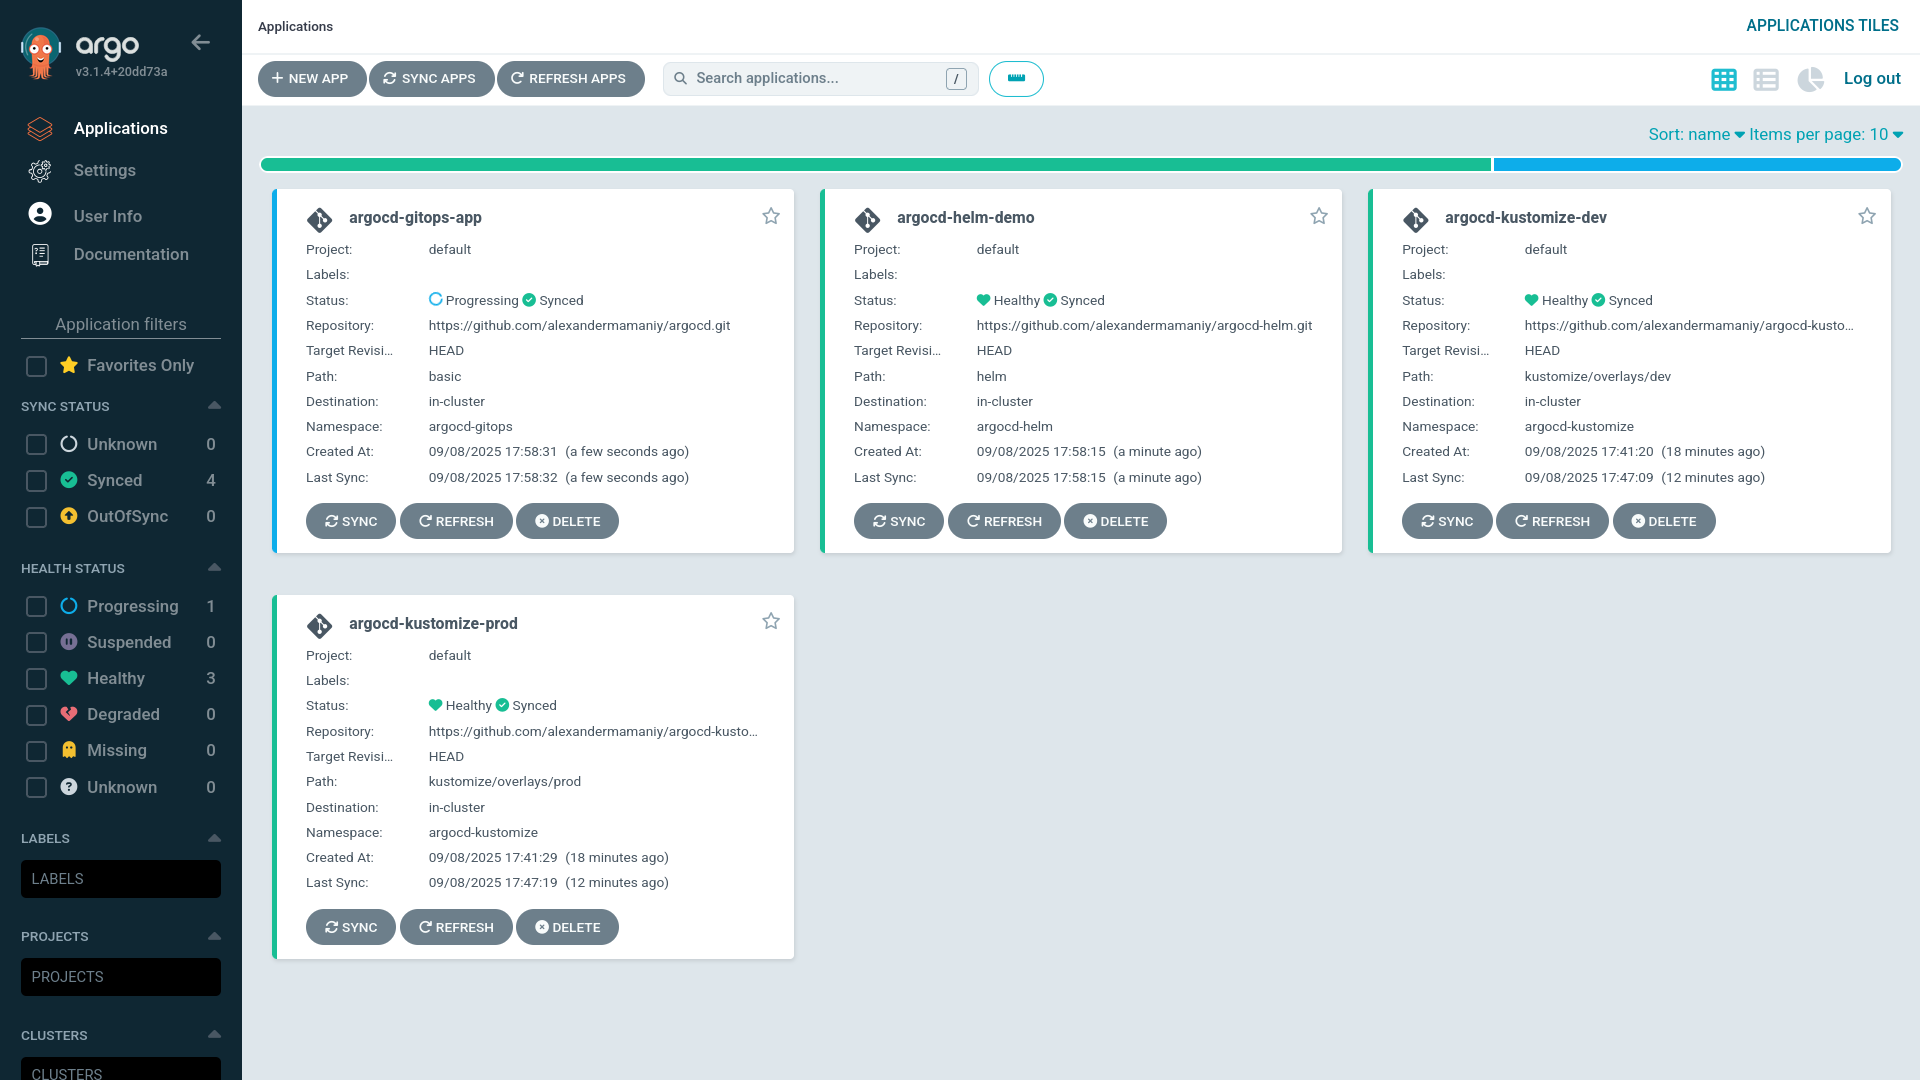 argo
v3.1.4+20dd73a
Applications
Settings
User Info
Documentation
Application filters
Favorites Only
SYNC STATUS
Unknown 0
Synced 4
OutOfSync 0
HEALTH STATUS
Progressing 1
Suspended 0
Healthy 3
Degraded 0
Missing 0
Unknown 0
LABELS
LABELS
PROJECTS
PROJECTS
CLUSTERS
CLUSTERS
Applications
APPLICATIONS TILES
NEW APP SYNC APPS REFRESH APPS Search applications... / Log out
Sort: name Items per page: 10
argocd-gitops-app
Project: default
Labels:
Status: Progressing Synced
Repository: https://github.com/alexandermamaniy/argocd.git
Target Revisi... HEAD
Path: basic
Destination: in-cluster
Namespace: argocd-gitops
Created At: 09/08/2025 17:58:31 (a few seconds ago)
Last Sync: 09/08/2025 17:58:32 (a few seconds ago)
SYNC REFRESH DELETE
argocd-helm-demo
Project: default
Labels:
Status: Healthy Synced
Repository: https://github.com/alexandermamaniy/argocd-helm.git
Target Revisi... HEAD
Path: helm
Destination: in-cluster
Namespace: argocd-helm
Created At: 09/08/2025 17:58:15 (a minute ago)
Last Sync: 09/08/2025 17:58:15 (a minute ago)
SYNC REFRESH DELETE
argocd-kustomize-dev
Project: default
Labels:
Status: Healthy Synced
Repository: https://github.com/alexandermamaniy/argocd-kusto...
Target Revisi... HEAD
Path: kustomize/overlays/dev
Destination: in-cluster
Namespace: argocd-kustomize
Created At: 09/08/2025 17:41:20 (18 minutes ago)
Last Sync: 09/08/2025 17:47:09 (12 minutes ago)
SYNC REFRESH DELETE
argocd-kustomize-prod
Project: default
Labels:
Status: Healthy Synced
Repository: https://github.com/alexandermamaniy/argocd-kusto...
Target Revisi... HEAD
Path: kustomize/overlays/prod
Destination: in-cluster
Namespace: argocd-kustomize
Created At: 09/08/2025 17:41:29 (18 minutes ago)
Last Sync: 09/08/2025 17:47:19 (12 minutes ago)
SYNC REFRESH DELETE